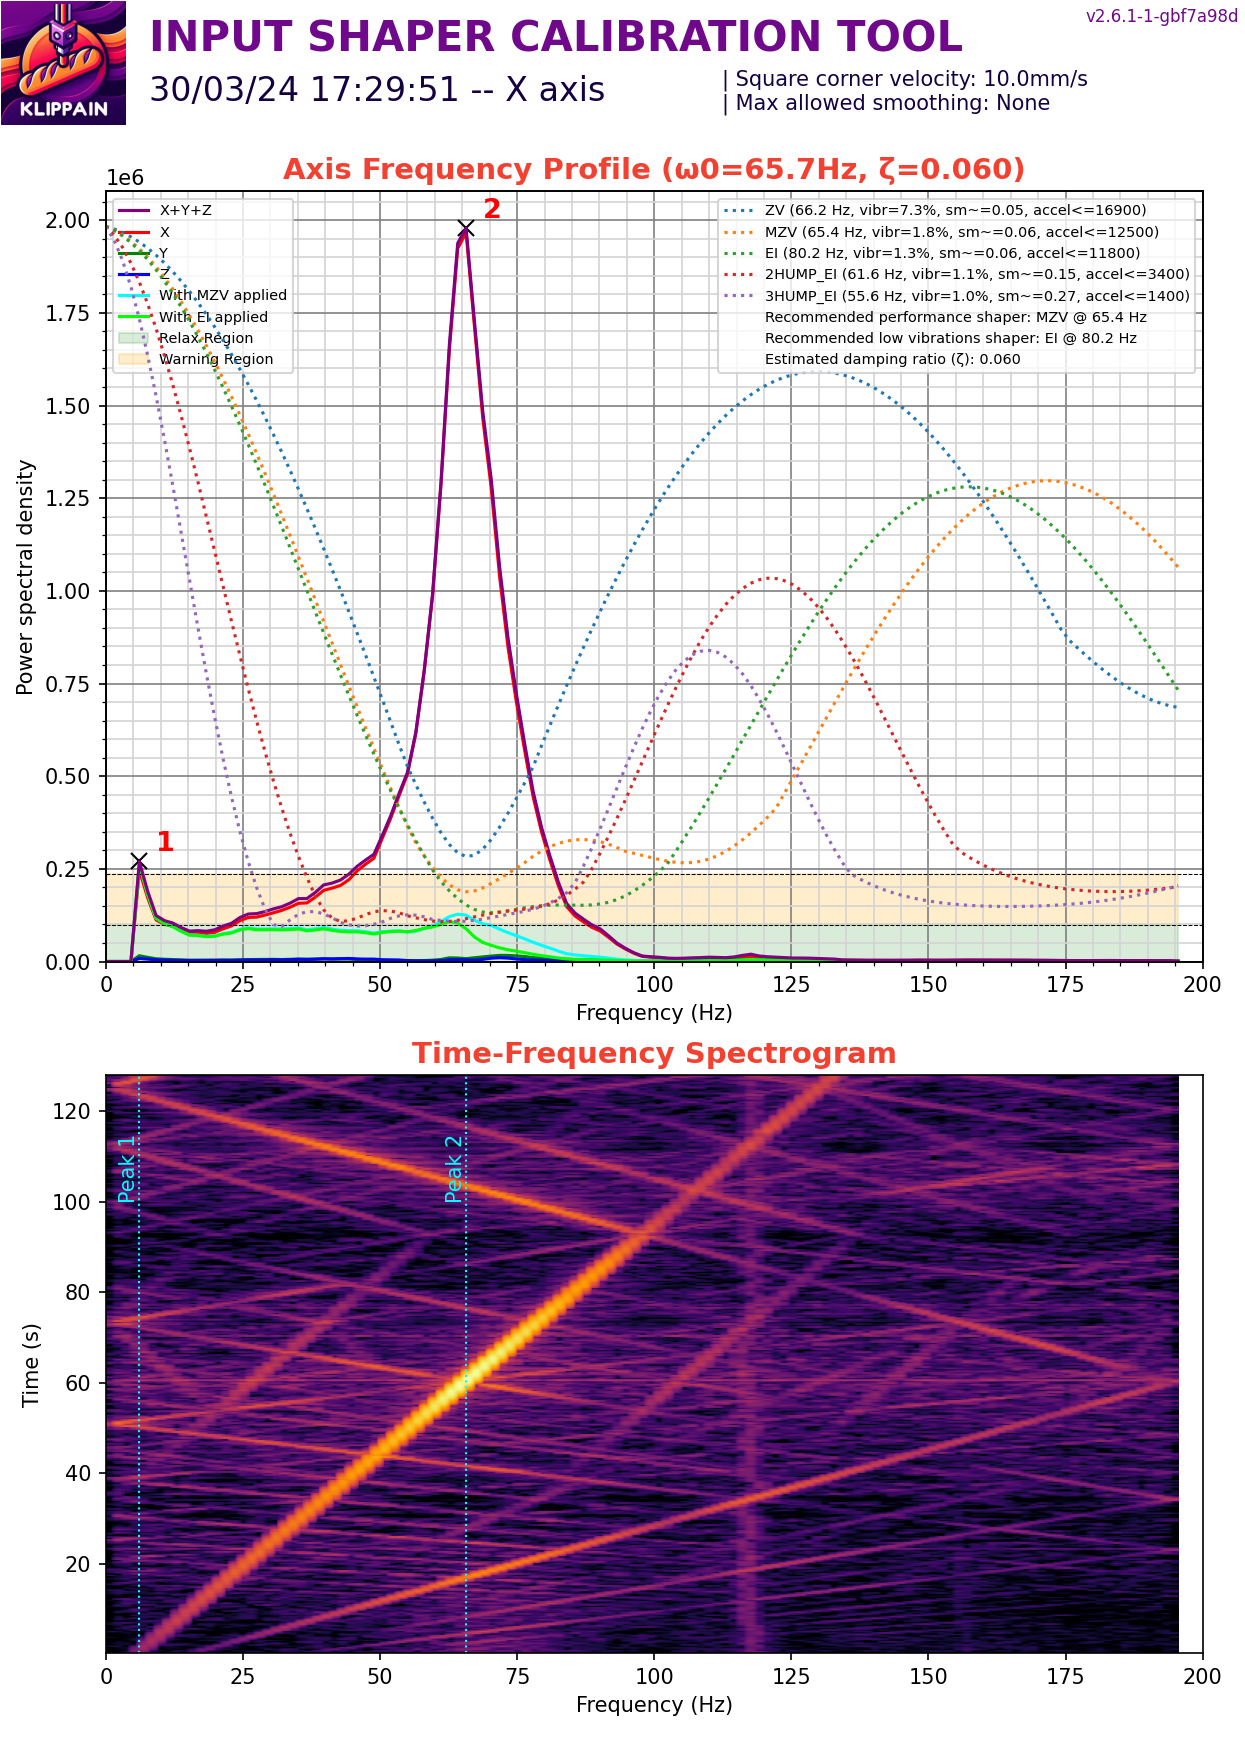 v2.6.1-1-gbf7a98d
INPUT SHAPER CALIBRATION TOOL
30/03/24 17:29:51 -- X axis
| Square corner velocity: 10.0mm/s
| Max allowed smoothing: None
KLIPPAIN
Axis Frequency Profile (ω0=65.7Hz, ζ=0.060)
1e6
X+Y+Z
X
Y
Z
With MZV applied
With EI applied
Relax Region
Warning Region
ZV (66.2 Hz, vibr=7.3%, sm~=0.05, accel<=16900)
MZV (65.4 Hz, vibr=1.8%, sm~=0.06, accel<=12500)
EI (80.2 Hz, vibr=1.3%, sm~=0.06, accel<=11800)
2HUMP_EI (61.6 Hz, vibr=1.1%, sm~=0.15, accel<=3400)
3HUMP_EI (55.6 Hz, vibr=1.0%, sm~=0.27, accel<=1400)
Recommended performance shaper: MZV @ 65.4 Hz
Recommended low vibrations shaper: EI @ 80.2 Hz
Estimated damping ratio (ζ): 0.060
2
1
Power spectral density
2.00
1.75
1.50
1.25
1.00
0.75
0.50
0.25
0.00
0 25 50 75 100 125 150 175 200
Frequency (Hz)
Time-Frequency Spectrogram
Peak 1
Peak 2
Time (s)
120
100
80
60
40
20
0 25 50 75 100 125 150 175 200
Frequency (Hz)